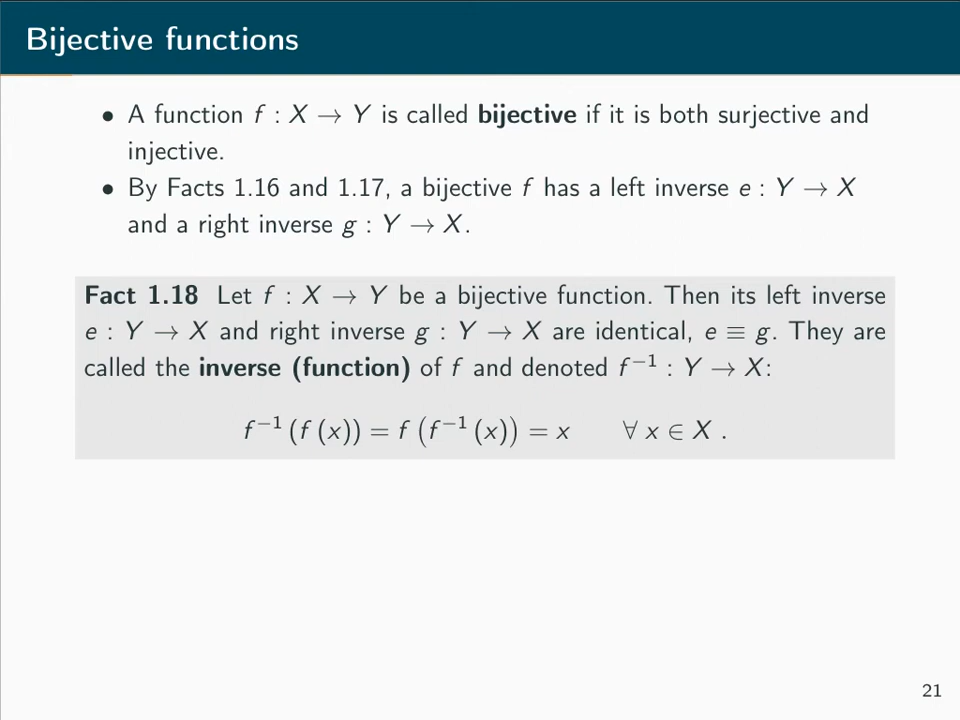 Bijective functions
• A function f : X → Y is called bijective if it is both surjective and
injective.
• By Facts 1.16 and 1.17, a bijective f has a left inverse e : Y → X
and a right inverse g : Y → X.
Fact 1.18 Let f : X → Y be a bijective function. Then its left inverse
e : Y → X and right inverse g : Y → X are identical, e ≡ g. They are
called the inverse (function) of f and denoted f⁻¹ : Y → X:
f⁻¹ (f (x)) = f (f⁻¹ (x)) = x ∀ x ∈ X .
21